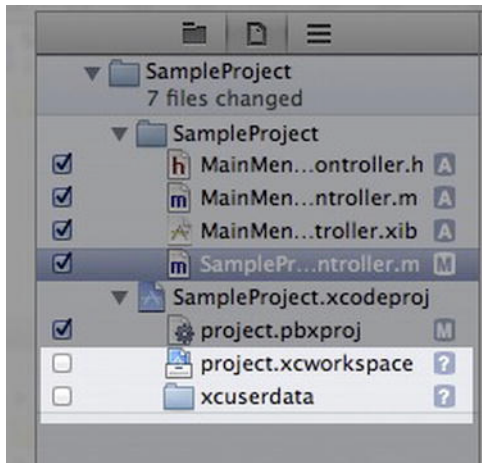 SampleProject
7 files changed
SampleProject
h MainMen...ontroller.h A
m MainMen...ntroller.m A
MainMen...troller.xib A
m SamplePr...ntroller.m M
SampleProject.xcodeproj
project.pbxproj M
project.xcworkspace ?
xcuserdata ?